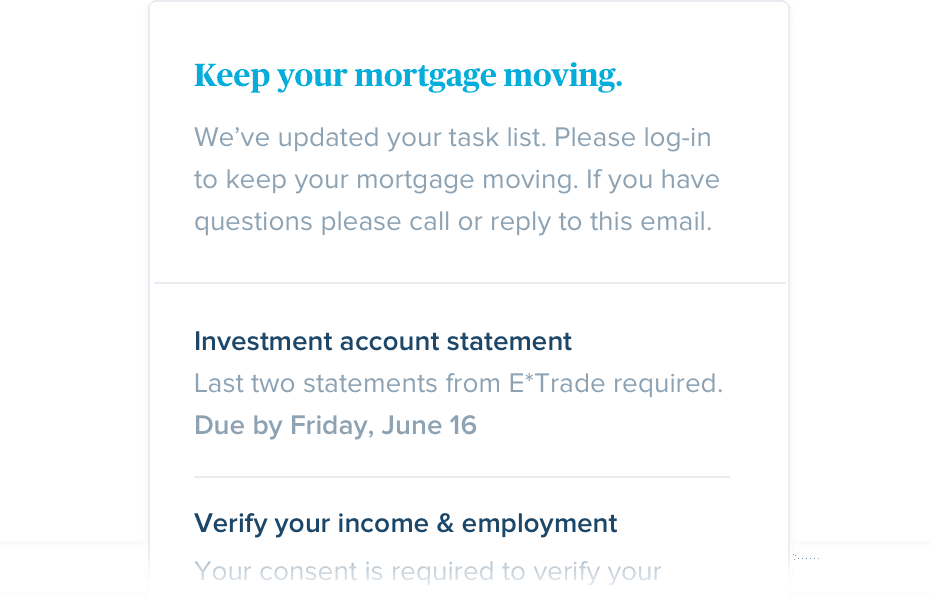 Keep your mortgage moving.
We’ve updated your task list. Please log-in
to keep your mortgage moving. If you have
questions please call or reply to this email.
Investment account statement
Last two statements from E*Trade required.
Due by Friday, June 16
Verify your income & employment
Your consent is required to verify your